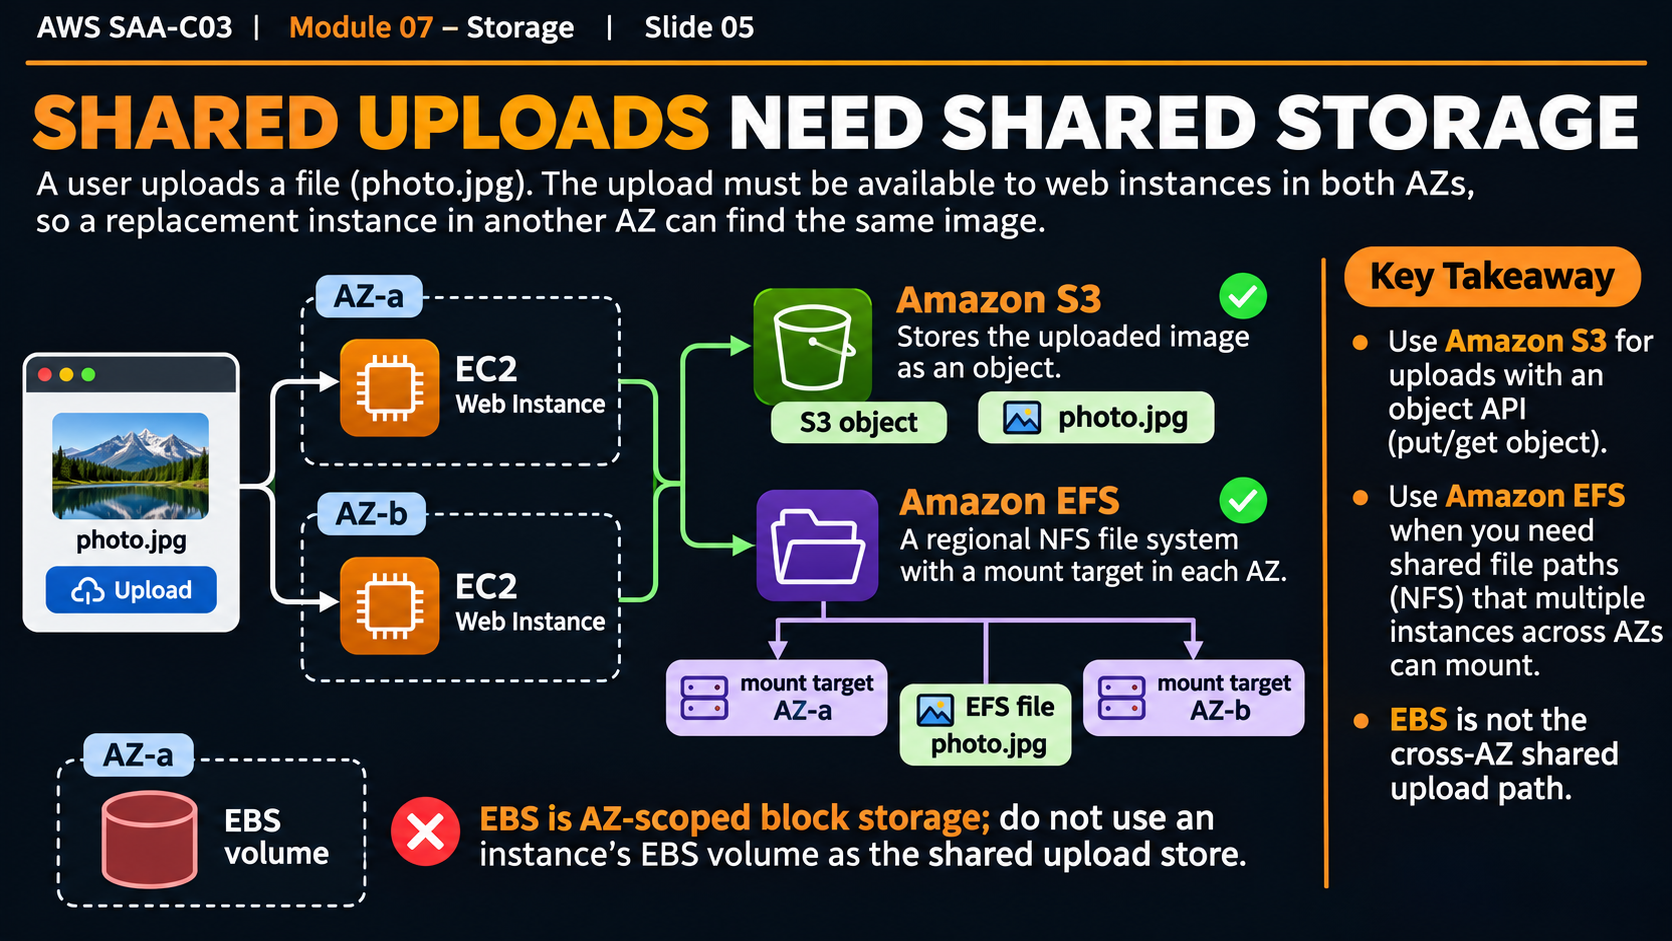 AWS SAA-C03 | Module 07 – Storage | Slide 05
SHARED UPLOADS NEED SHARED STORAGE
A user uploads a file (photo.jpg). The upload must be available to web instances in both AZs,
so a replacement instance in another AZ can find the same image.
photo.jpg
Upload
AZ-a
EC2
Web Instance
AZ-b
EC2
Web Instance
Amazon S3
Stores the uploaded image
as an object.
S3 object
photo.jpg
Amazon EFS
A regional NFS file system
with a mount target in each AZ.
mount target
AZ-a
EFS file
photo.jpg
mount target
AZ-b
AZ-a
EBS
volume
EBS is AZ-scoped block storage; do not use an
instance’s EBS volume as the shared upload store.
Key Takeaway
• Use Amazon S3 for
uploads with an
object API
(put/get object).
• Use Amazon EFS
when you need
shared file paths
(NFS) that multiple
instances across AZs
can mount.
• EBS is not the
cross-AZ shared
upload path.